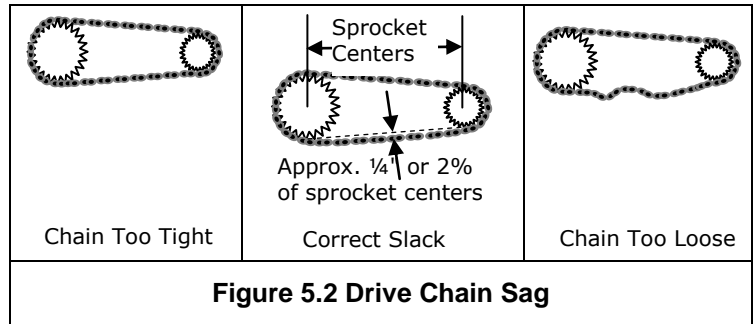 Sprocket
Centers
Approx. ¼" or 2%
of sprocket centers
Chain Too Tight
Correct Slack
Chain Too Loose
Figure 5.2 Drive Chain Sag